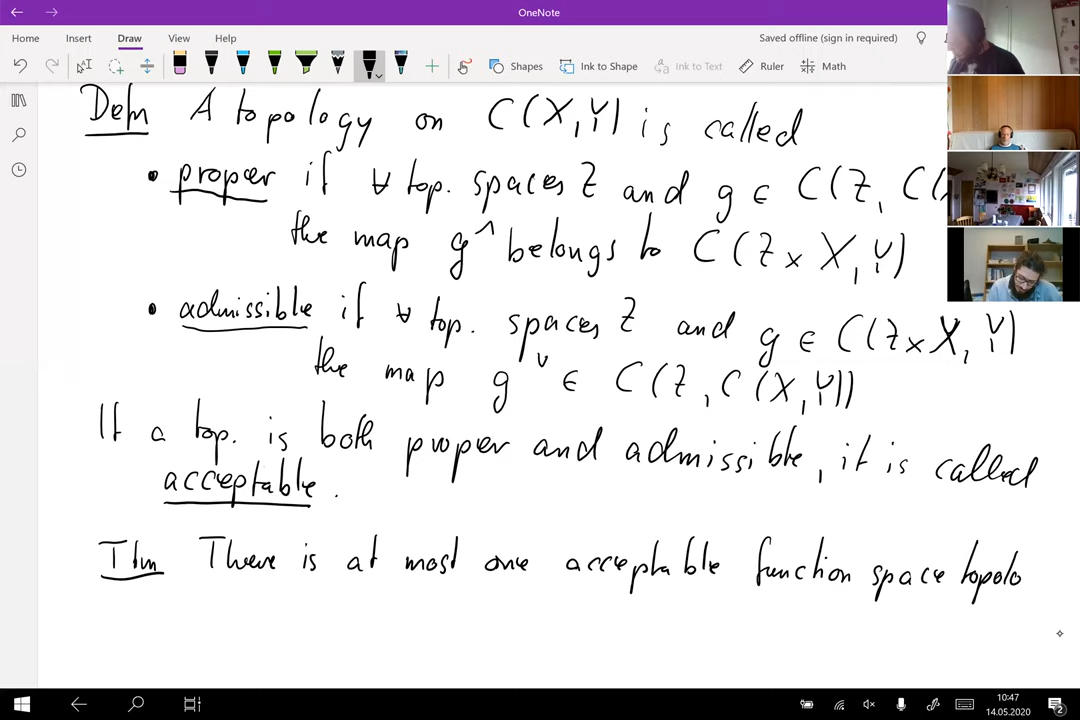 OneNote
Home Insert Draw View Help
Saved offline (sign in required)
Shapes Ink to Shape Ink to Text Ruler Math
Defn A topology on C(X,Y) is called
• proper if ∀ top. spaces Z and g ∈ C(Z, C(
the map g^ belongs to C(Z×X,Y)
• admissible if ∀ top. spaces Z and g ∈ C(Z×X,Y)
the map g^∨ ∈ C(Z, C(X,Y))
If a top. is both proper and admissible, it is called
acceptable.
Thm There is at most one acceptable function space topolo
10:47
14.05.2020
2